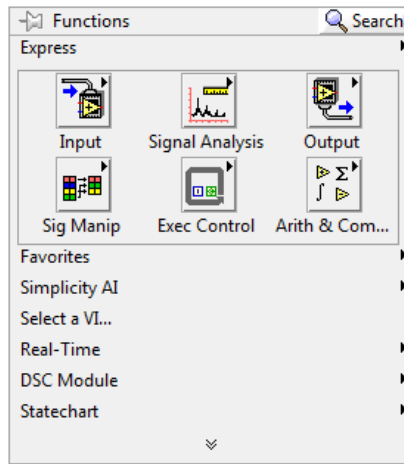 Functions Search
Express
Input Signal Analysis Output
Sig Manip Exec Control Arith & Com...
Favorites
Simplicity AI
Select a VI...
Real-Time
DSC Module
Statechart